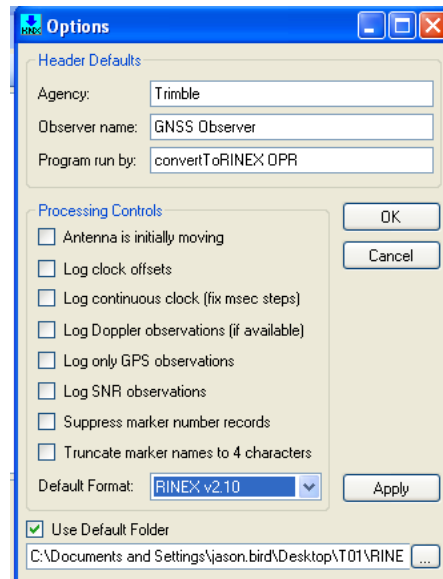 RNX Options
Header Defaults
Agency: Trimble
Observer name: GNSS Observer
Program run by: convertToRINEX OPR
Processing Controls
OK
Antenna is initially moving
Cancel
Log clock offsets
Log continuous clock (fix msec steps)
Log Doppler observations (if available)
Log only GPS observations
Log SNR observations
Suppress marker number records
Truncate marker names to 4 characters
Default Format: RINEX v2.10
Apply
Use Default Folder
C:\Documents and Settings\jason.bird\Desktop\T01\RINE ...